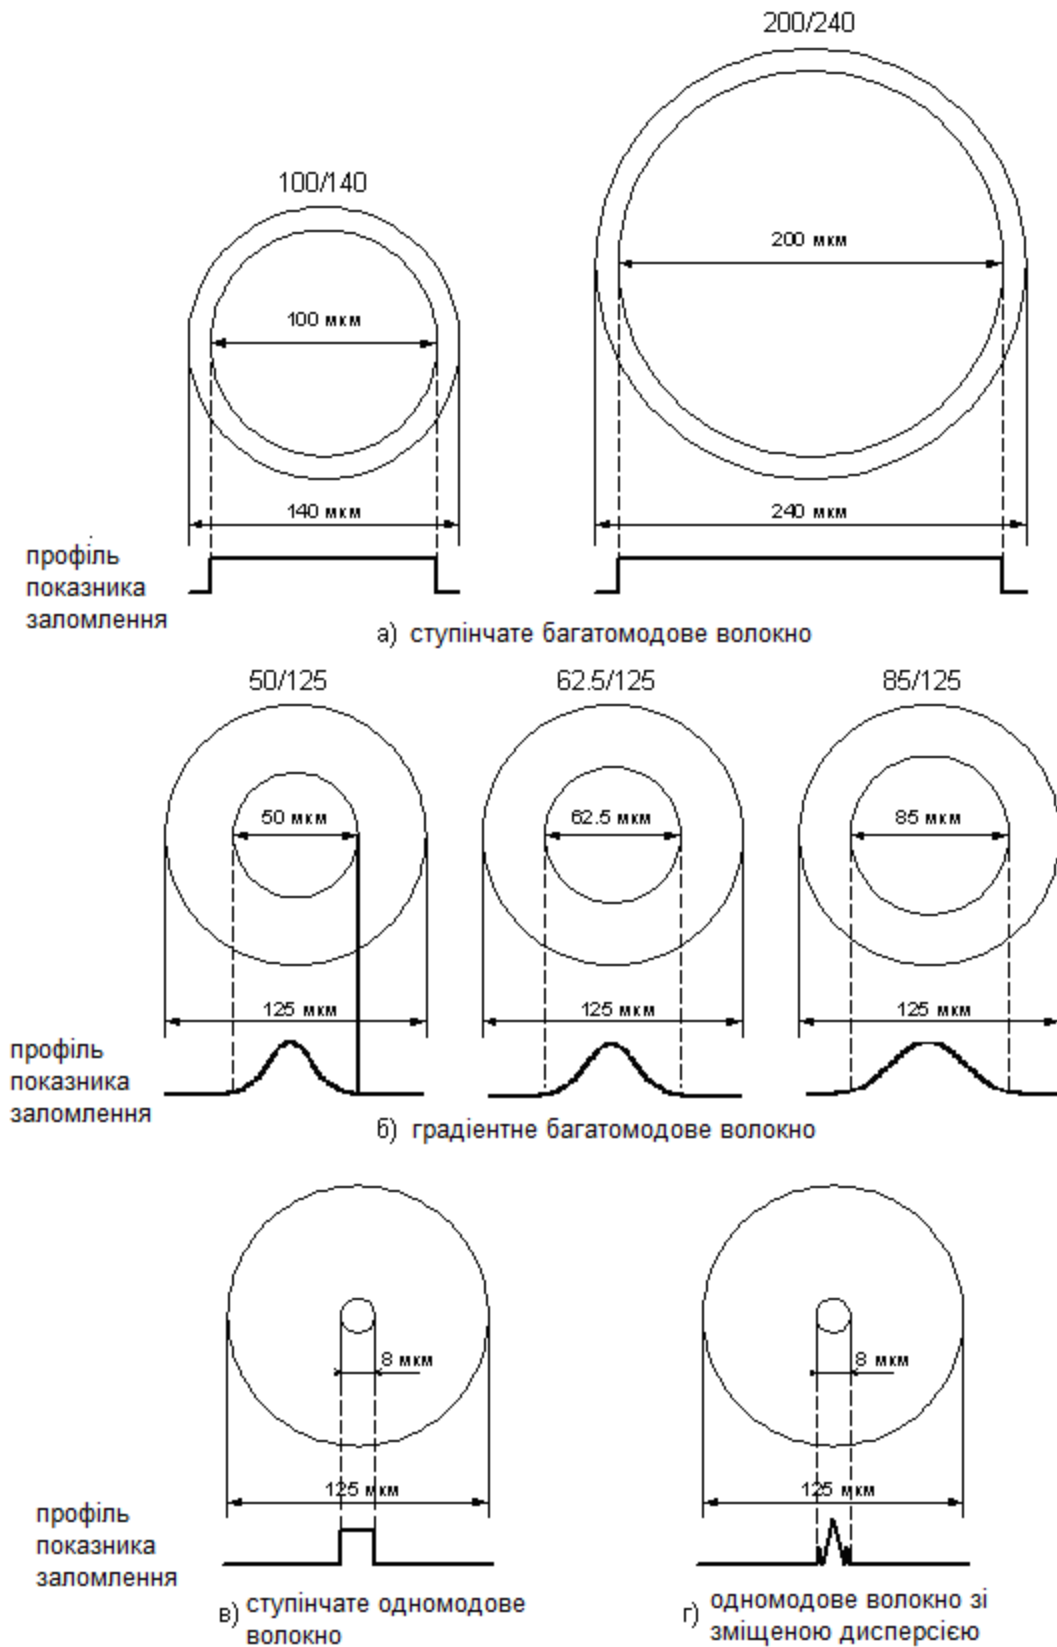 200/240
100/140
200 мкм
100 мкм
140 мкм
240 мкм
профіль
показника
заломлення
а) ступінчате багатомодове волокно
50/125
62.5/125
85/125
50 мкм
62.5 мкм
85 мкм
125 мкм
125 мкм
125 мкм
профіль
показника
заломлення
б) градіентне багатомодове волокно
8 мкм
8 мкм
125 мкм
125 мкм
профіль
показника
заломлення
в) ступінчате одномодове
волокно
г) одномодове волокно зі
зміщеною дисперсією